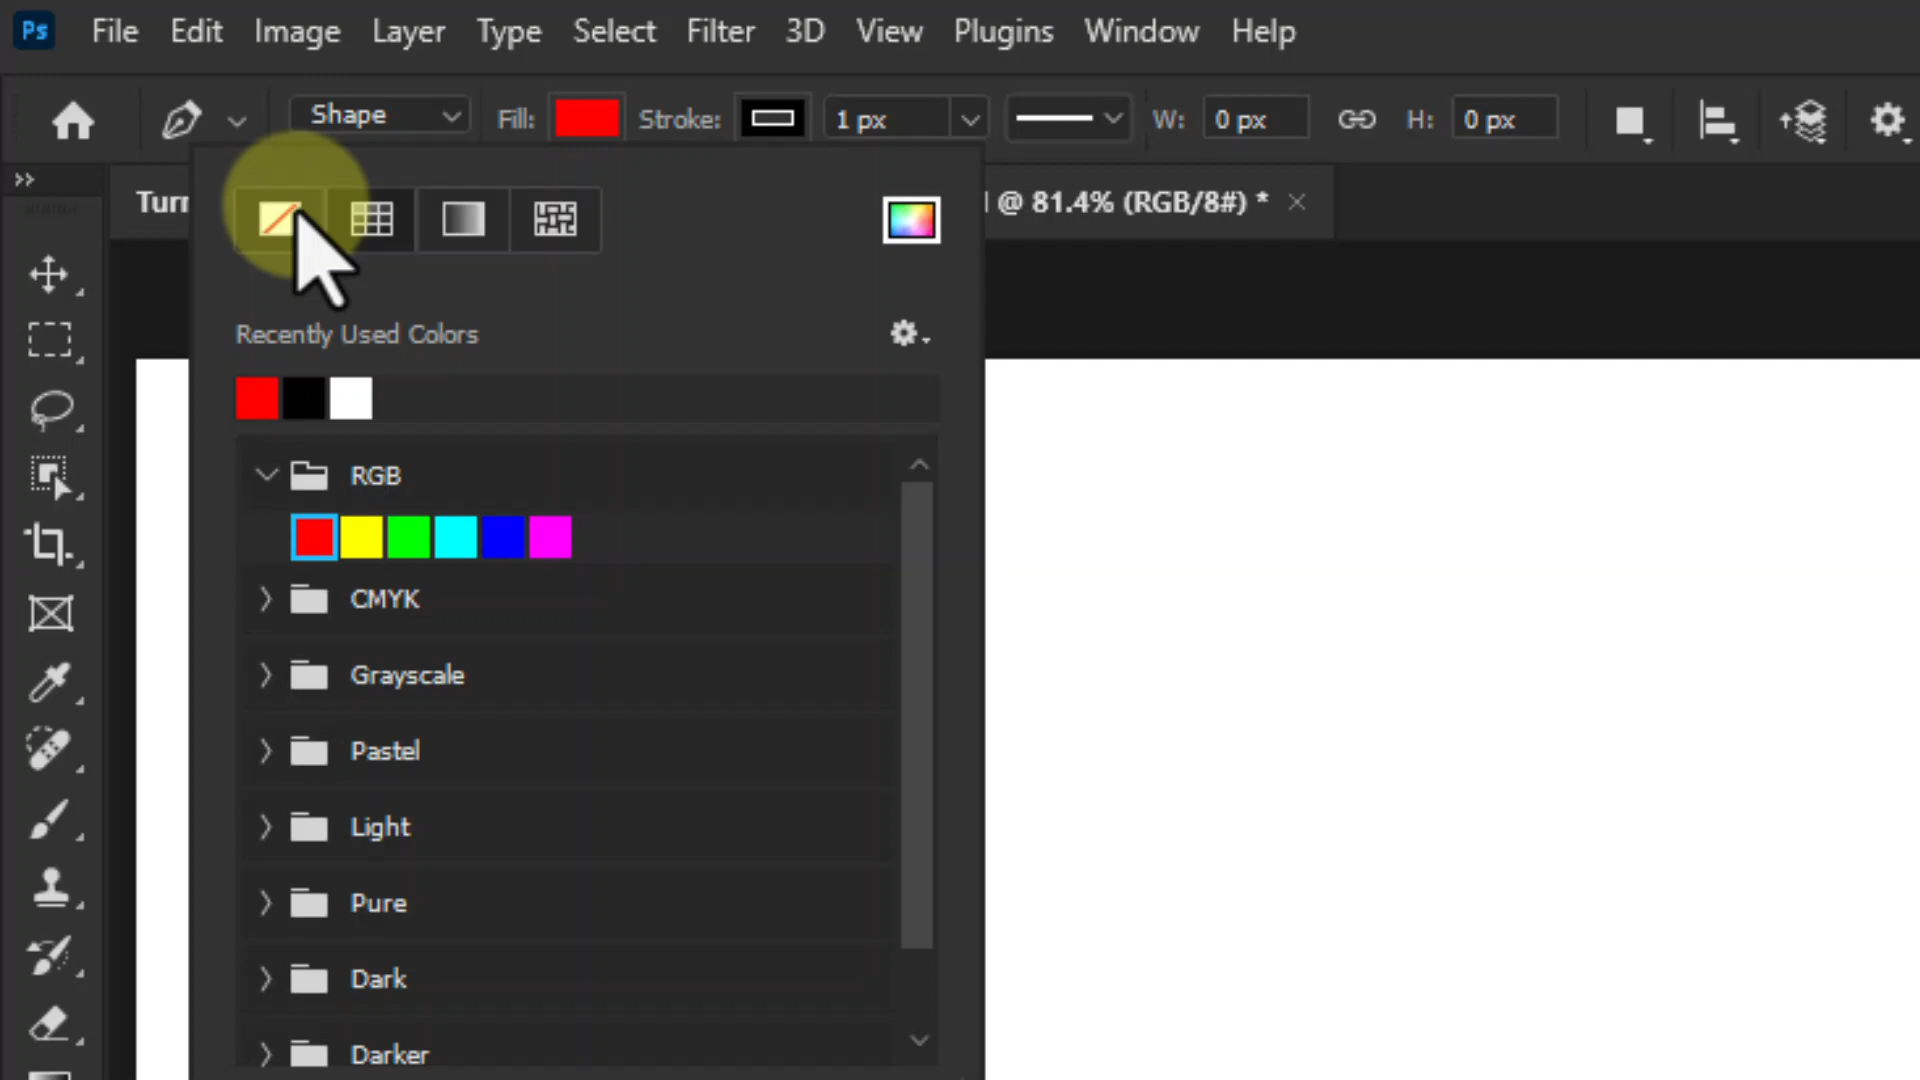 Ps File Edit Image Layer Type Select Filter 3D View Plugins Window Help
Shape Fill: Stroke: 1 px W: 0 px H: 0 px
Turn @ 81.4% (RGB/8#) *
Recently Used Colors
RGB
CMYK
Grayscale
Pastel
Light
Pure
Dark
Darker